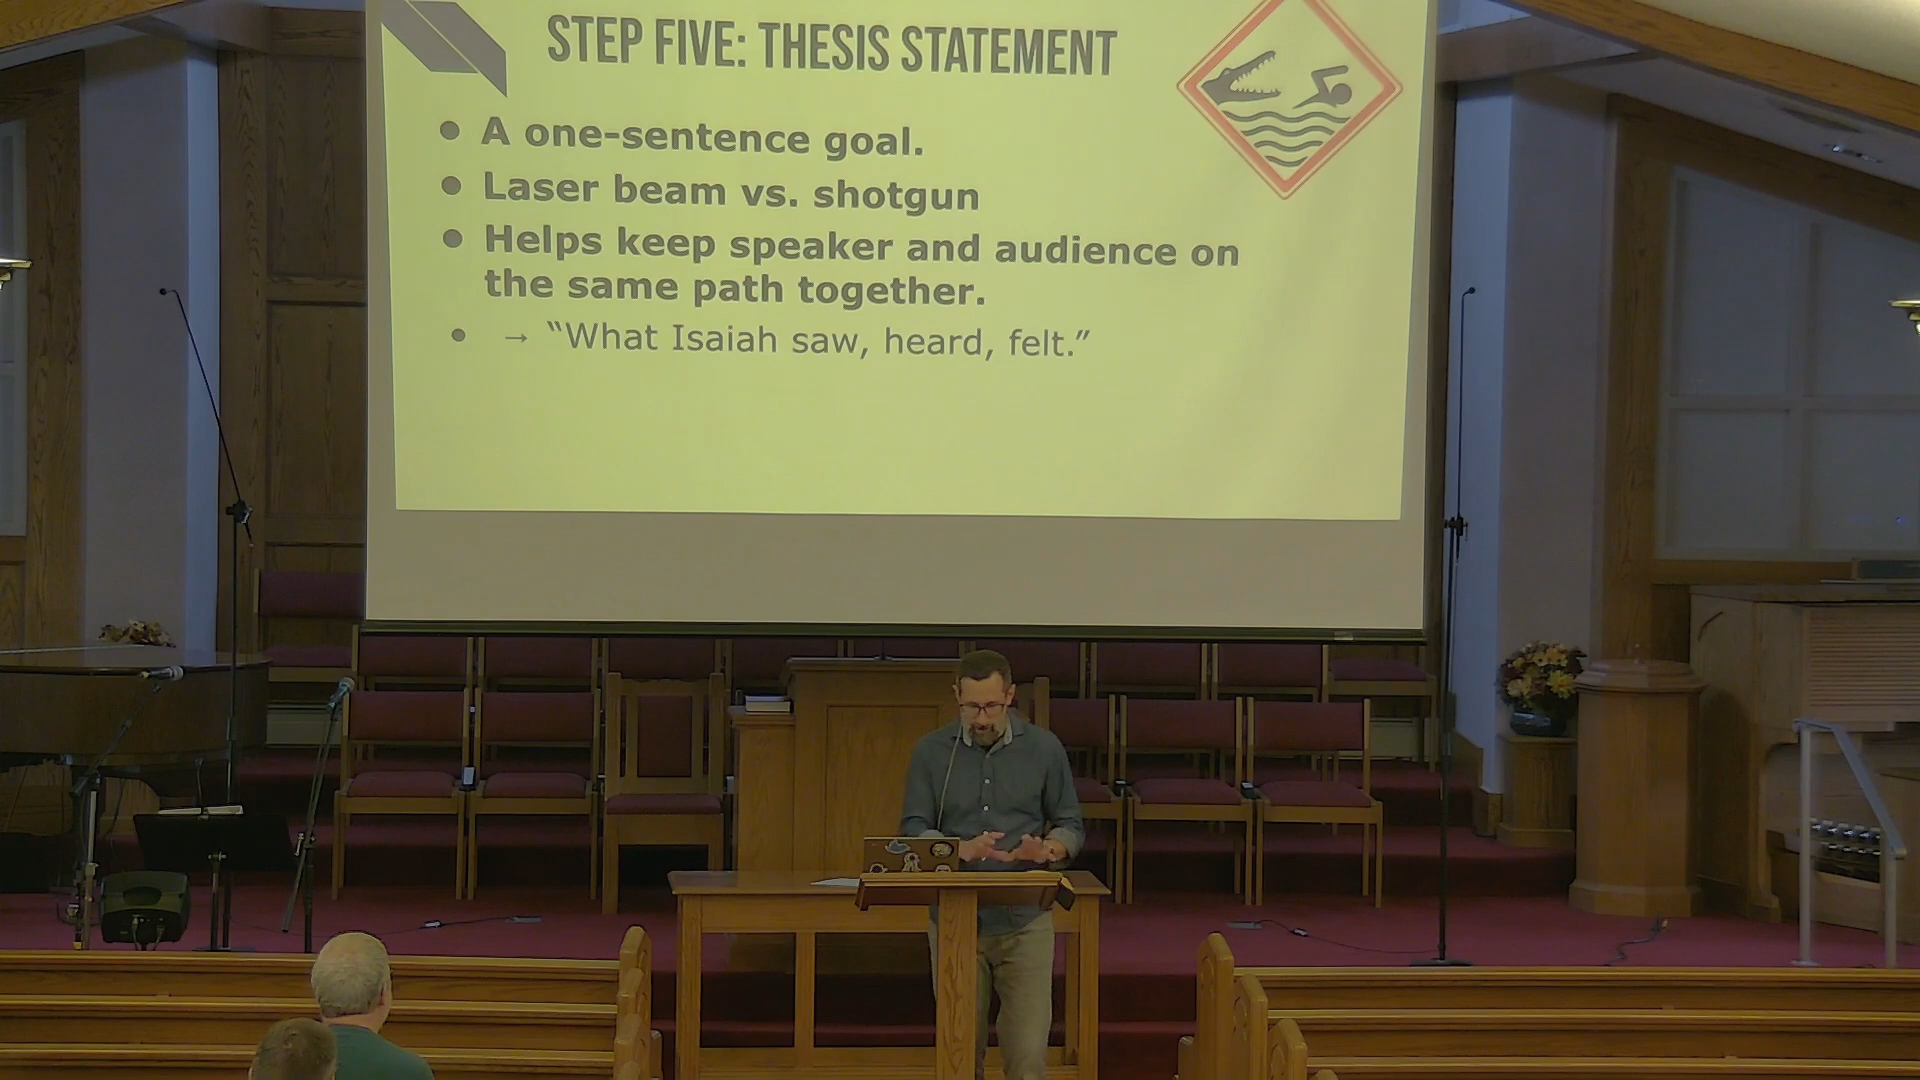 STEP FIVE: THESIS STATEMENT
• A one-sentence goal.
• Laser beam vs. shotgun
• Helps keep speaker and audience on
the same path together.
• → “What Isaiah saw, heard, felt.”